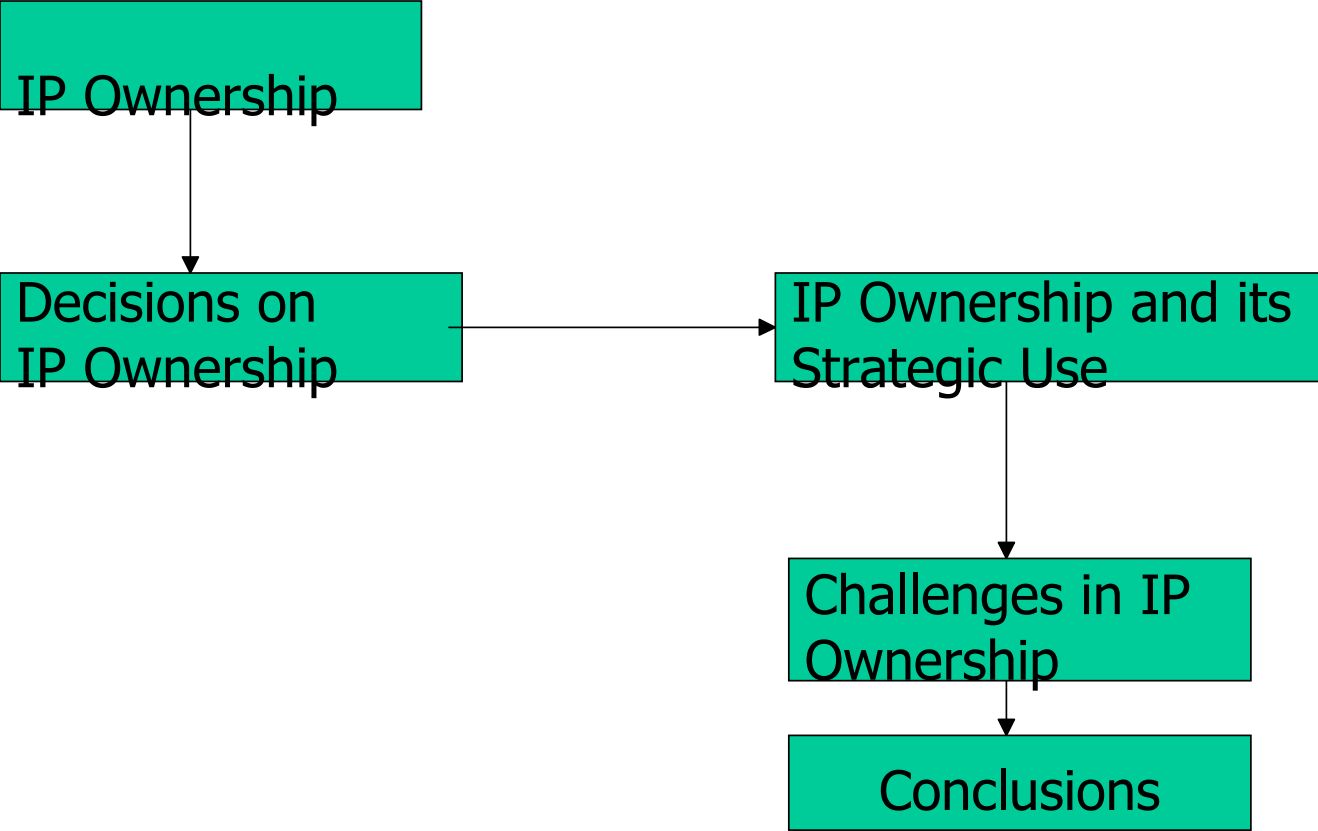 IP Ownership
Decisions on
IP Ownership
IP Ownership and its
Strategic Use
Challenges in IP
Ownership
Conclusions